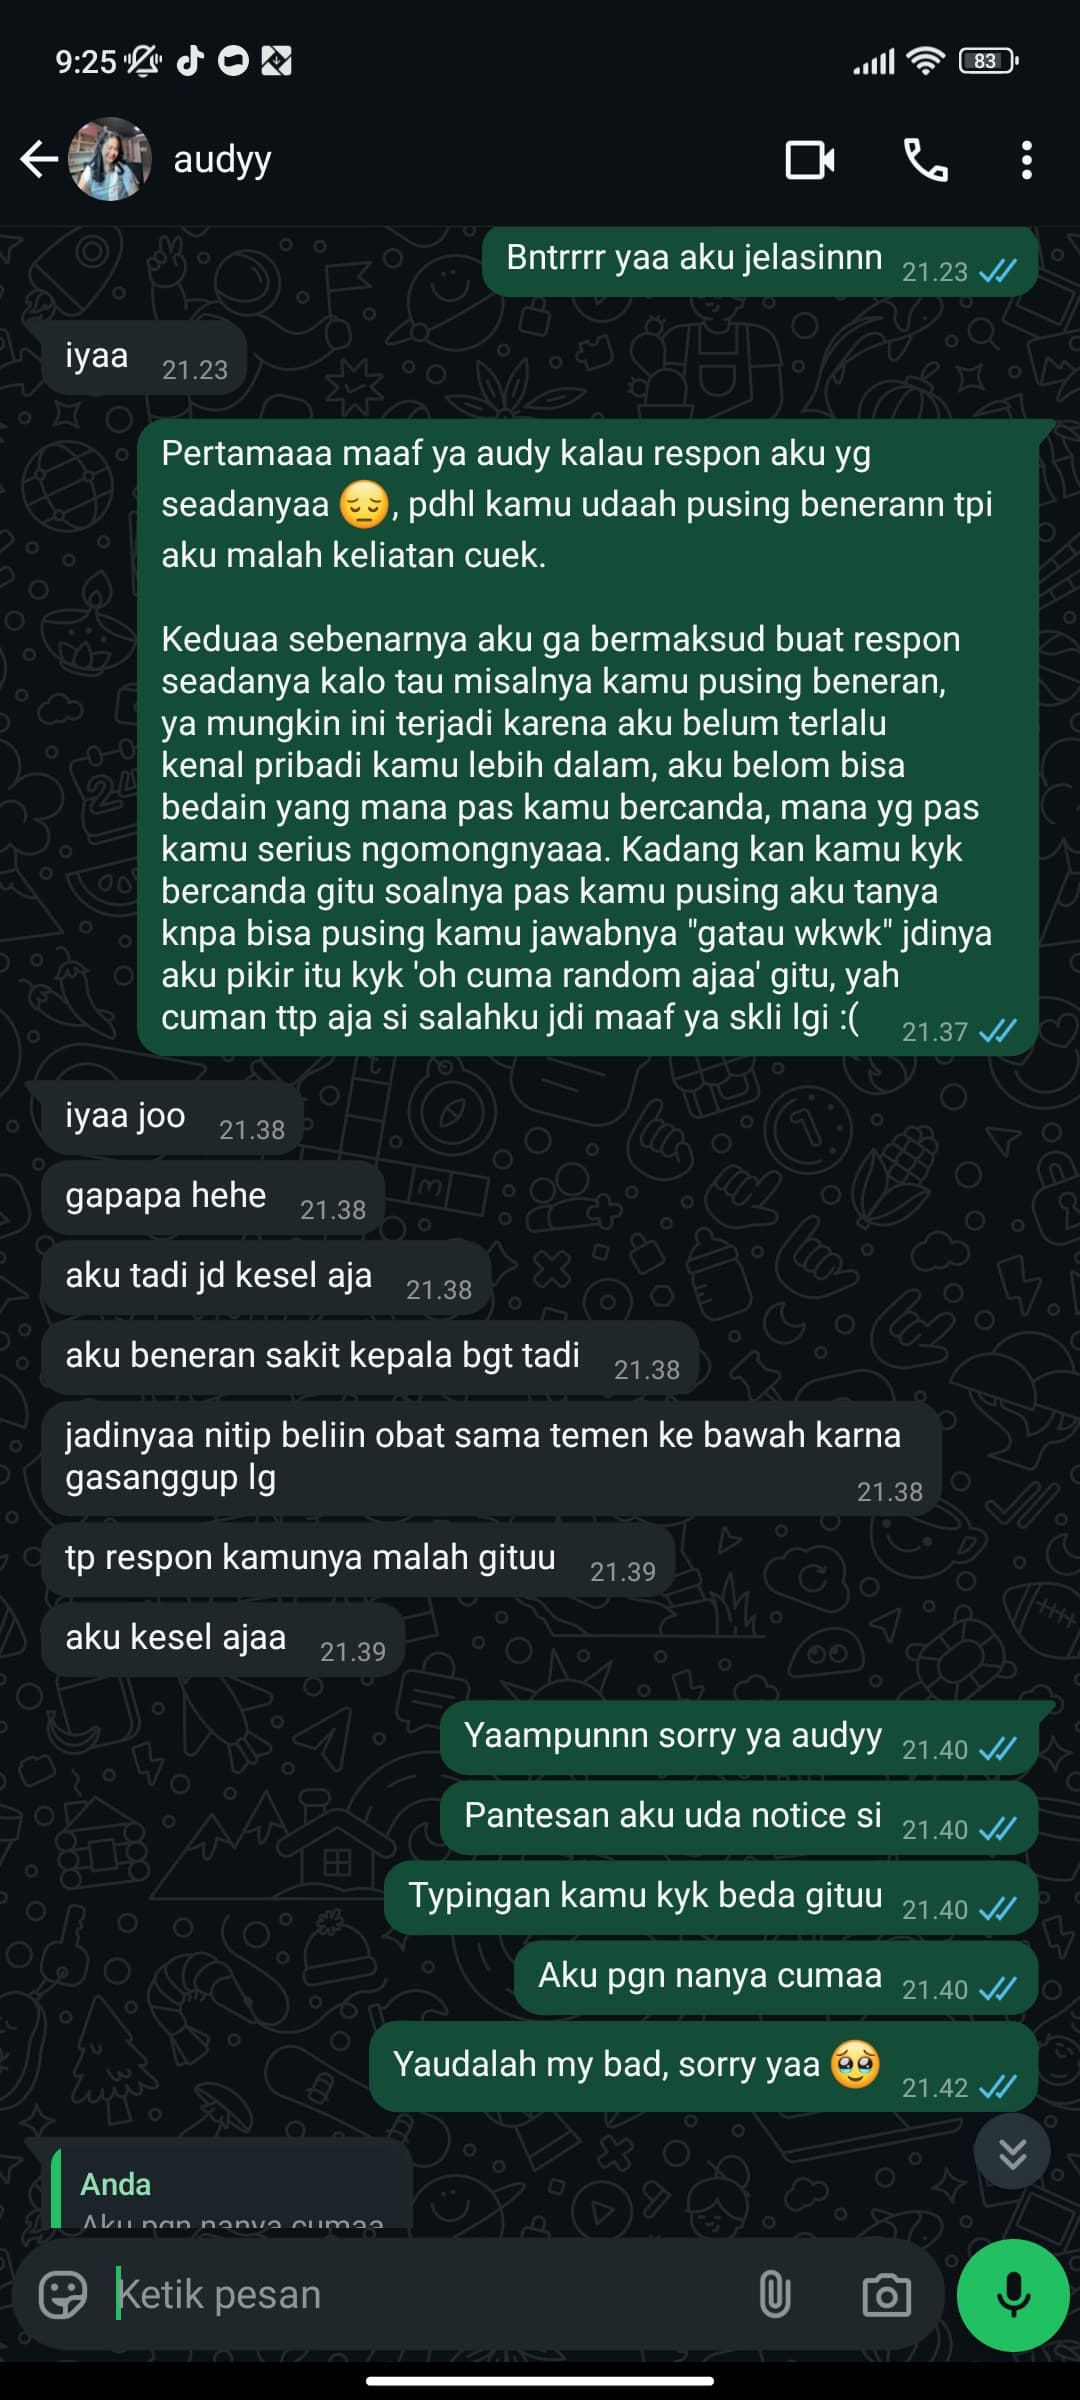 9:25
83
audyy
Bntrrrr yaa aku jelasinnn 21.23
iyaa 21.23
Pertamaaa maaf ya audy kalau respon aku yg
seadanyaa 😔, pdhl kamu udaah pusing benerann tpi
aku malah keliatan cuek.
Keduaa sebenarnya aku ga bermaksud buat respon
seadanya kalo tau misalnya kamu pusing beneran,
ya mungkin ini terjadi karena aku belum terlalu
kenal pribadi kamu lebih dalam, aku belom bisa
bedain yang mana pas kamu bercanda, mana yg pas
kamu serius ngomongnyaaa. Kadang kan kamu kyk
bercanda gitu soalnya pas kamu pusing aku tanya
knpa bisa pusing kamu jawabnya "gatau wkwk" jdinya
aku pikir itu kyk 'oh cuma random ajaa' gitu, yah
cuman ttp aja si salahku jdi maaf ya skli lgi :( 21.37
iyaa joo 21.38
gapapa hehe 21.38
aku tadi jd kesel aja 21.38
aku beneran sakit kepala bgt tadi 21.38
jadinyaa nitip beliin obat sama temen ke bawah karna
gasanggup lg 21.38
tp respon kamunya malah gituu 21.39
aku kesel ajaa 21.39
Yaampunnn sorry ya audyy 21.40
Pantesan aku uda notice si 21.40
Typingan kamu kyk beda gituu 21.40
Aku pgn nanya cumaa 21.40
Yaudalah my bad, sorry yaa 🥹 21.42
Anda
Aku pgn nanya cumaa
Ketik pesan